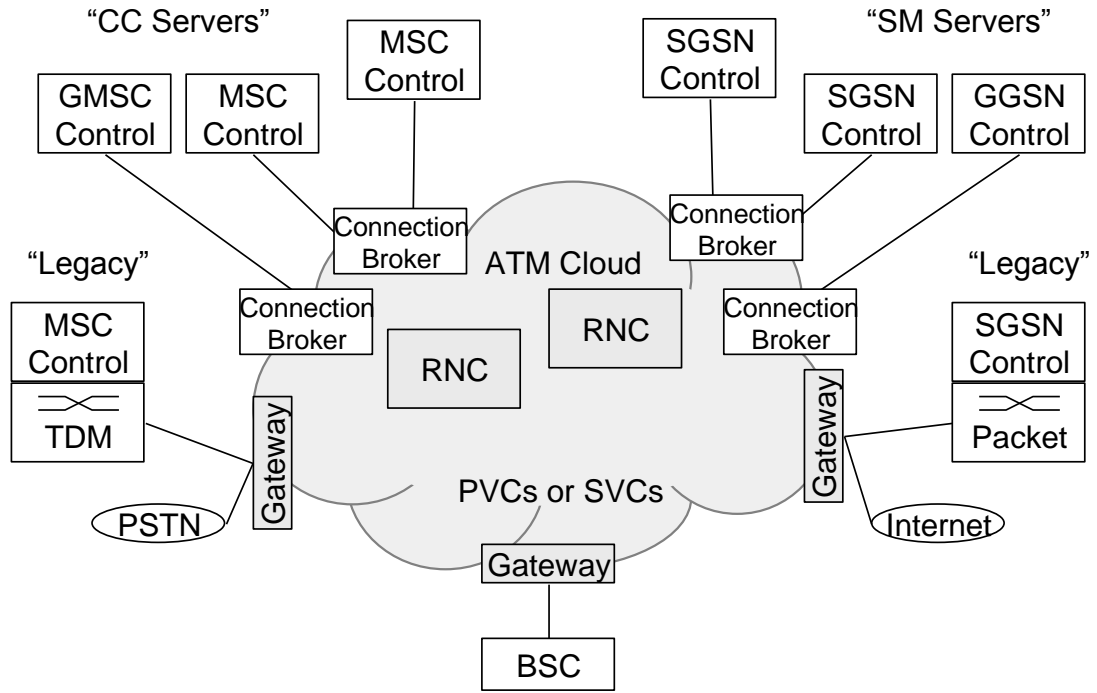 “CC Servers”
“SM Servers”
MSC
Control
SGSN
Control
GMSC
Control
MSC
Control
SGSN
Control
GGSN
Control
Connection
Broker
Connection
Broker
“Legacy”
ATM Cloud
“Legacy”
Connection
Broker
Connection
Broker
MSC
Control
TDM
RNC
RNC
SGSN
Control
Packet
Gateway
Gateway
PVCs or SVCs
PSTN
Internet
Gateway
BSC